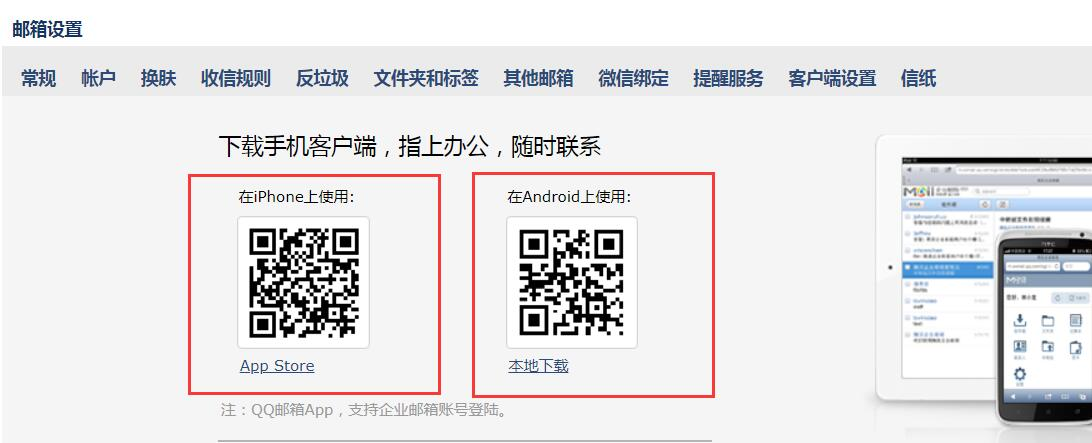 邮箱设置
常规 帐户 换肤 收信规则 反垃圾 文件夹和标签 其他邮箱 微信绑定 提醒服务 客户端设置 信纸
下载手机客户端，指上办公，随时联系
在iPhone上使用:
在Android上使用:
App Store
本地下载
注：QQ邮箱App，支持企业邮箱账号登陆。